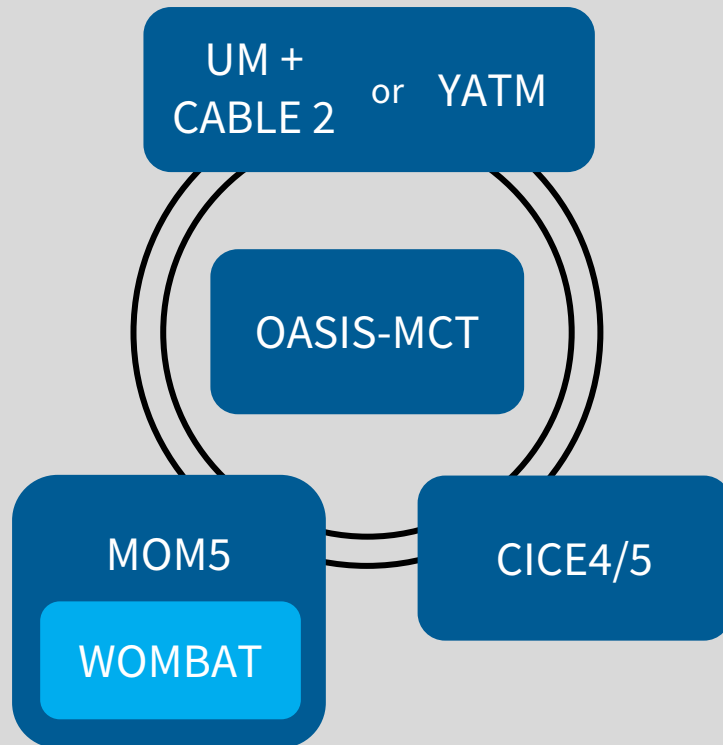 UM +
CABLE 2
or
YATM
OASIS-MCT
MOM5
WOMBAT
CICE4/5